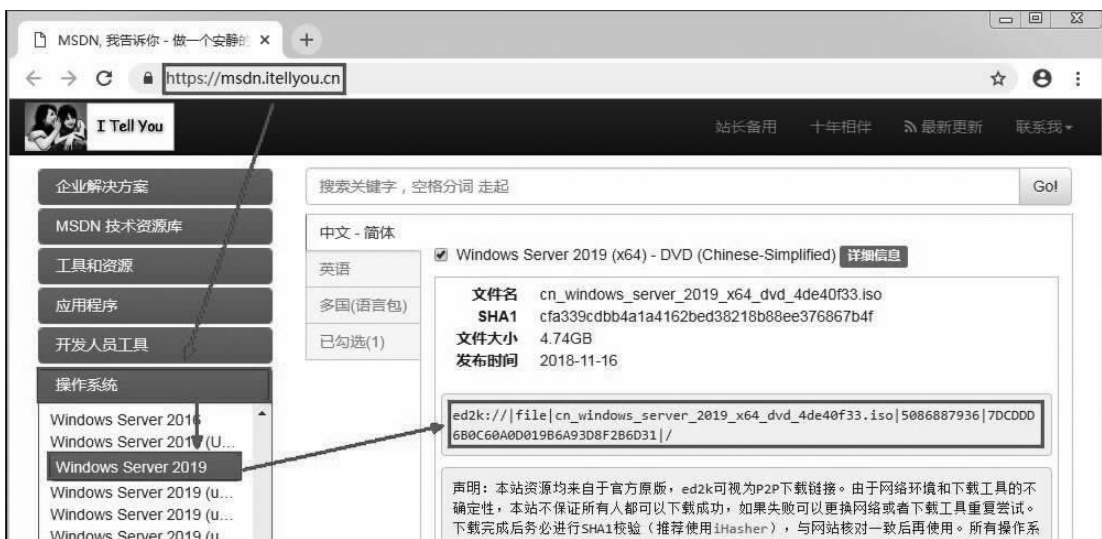 MSDN, 我告诉你 - 做一个安静的
https://msdn.itellyou.cn
I Tell You
站长备用 十年相伴 最新更新 联系我
企业解决方案
MSDN 技术资源库
工具和资源
应用程序
开发人员工具
操作系统
Windows Server 2016
Windows Server 2019 (U...
Windows Server 2019
Windows Server 2019 (u...
Windows Server 2019 (u...
Windows Server 2019 (u...
搜索关键字，空格分词 走起 Go!
中文 - 简体
英语
多国(语言包)
已勾选(1)
Windows Server 2019 (x64) - DVD (Chinese-Simplified) 详细信息
文件名 cn_windows_server_2019_x64_dvd_4de40f33.iso
SHA1 cfa339cdbb4a1a4162bed38218b88ee376867b4f
文件大小 4.74GB
发布时间 2018-11-16
ed2k://|file|cn_windows_server_2019_x64_dvd_4de40f33.iso|5086887936|7DCDDD
6B0C60A0D019B6A93D8F2B6D31|/
声明：本站资源均来自于官方原版，ed2k可视为P2P下载链接。由于网络环境和下载工具的不
确定性，本站不保证所有人都可以下载成功，如果失败可以更换网络或者下载工具重复尝试。
下载完成后务必进行SHA1校验（推荐使用iHasher），与网站核对一致后再使用。所有操作系